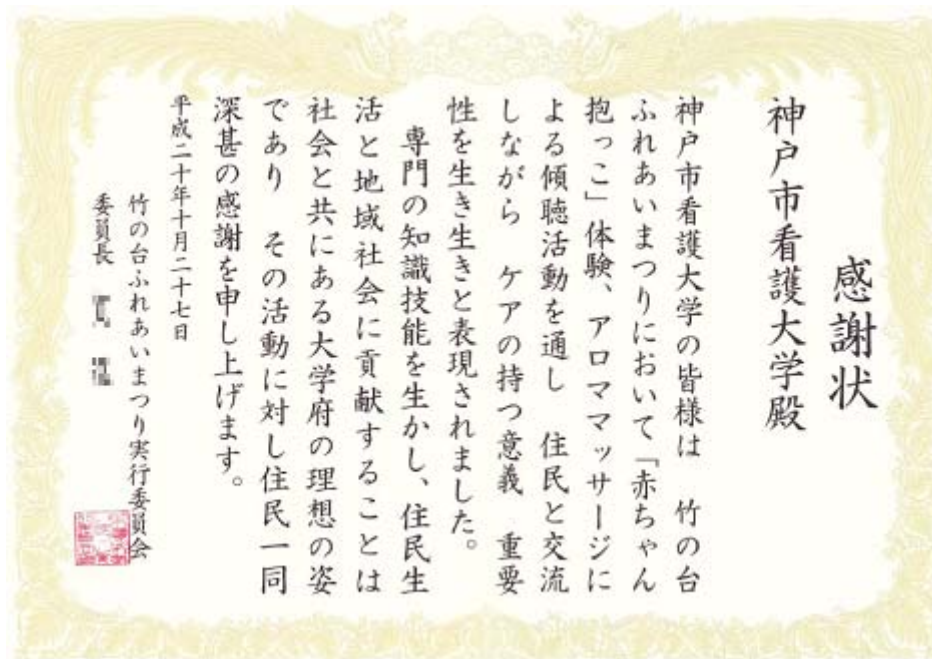 感謝状
神戸市看護大学殿
神戸市看護大学の皆様は 竹の台
ふれあいまつりにおいて「赤ちゃん
抱っこ」体験、アロママッサージに
よる傾聴活動を通し 住民と交流
しながら ケアの持つ意義 重要
性を生き生きと表現されました。
専門の知識技能を生かし、住民生
活と地域社会に貢献することは
社会と共にある大学府の理想の姿
であり その活動に対し住民一同
深甚の感謝を申し上げます。
平成二十年十月二十七日
竹の台ふれあいまつり実行委員会
委員長